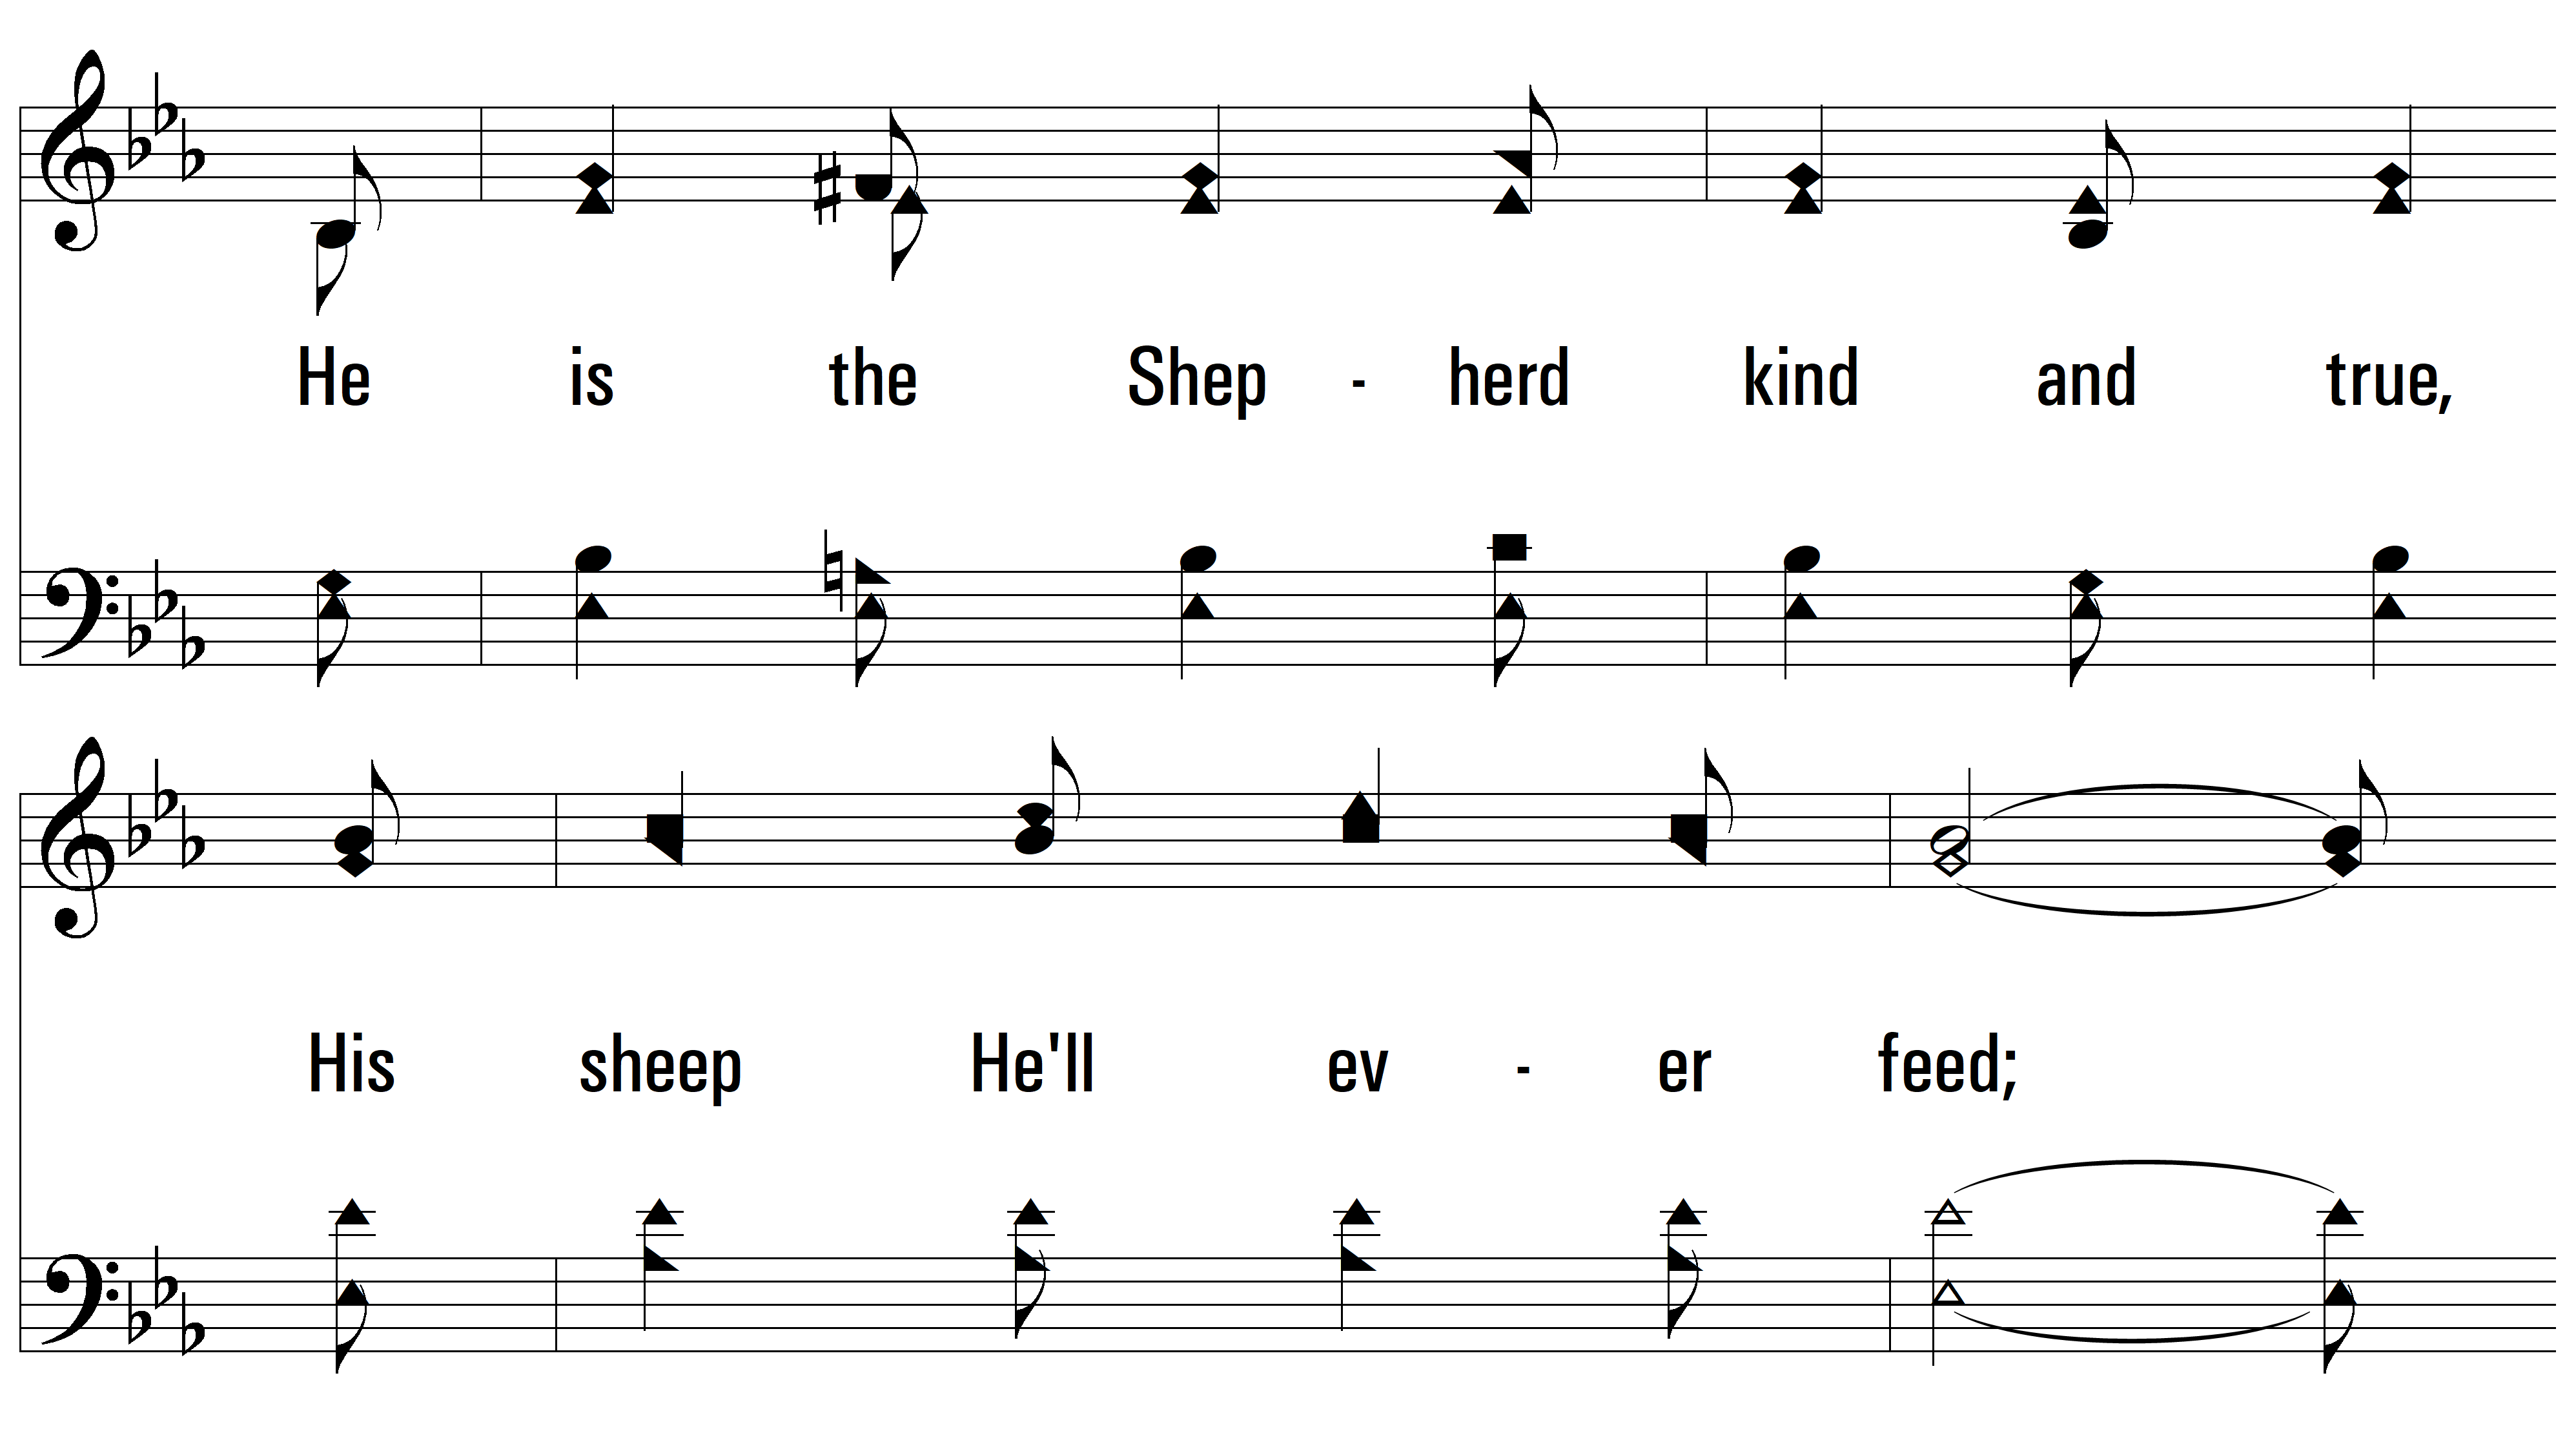 He is the Shep - herd kind and true,
His sheep He'll ev - er feed;